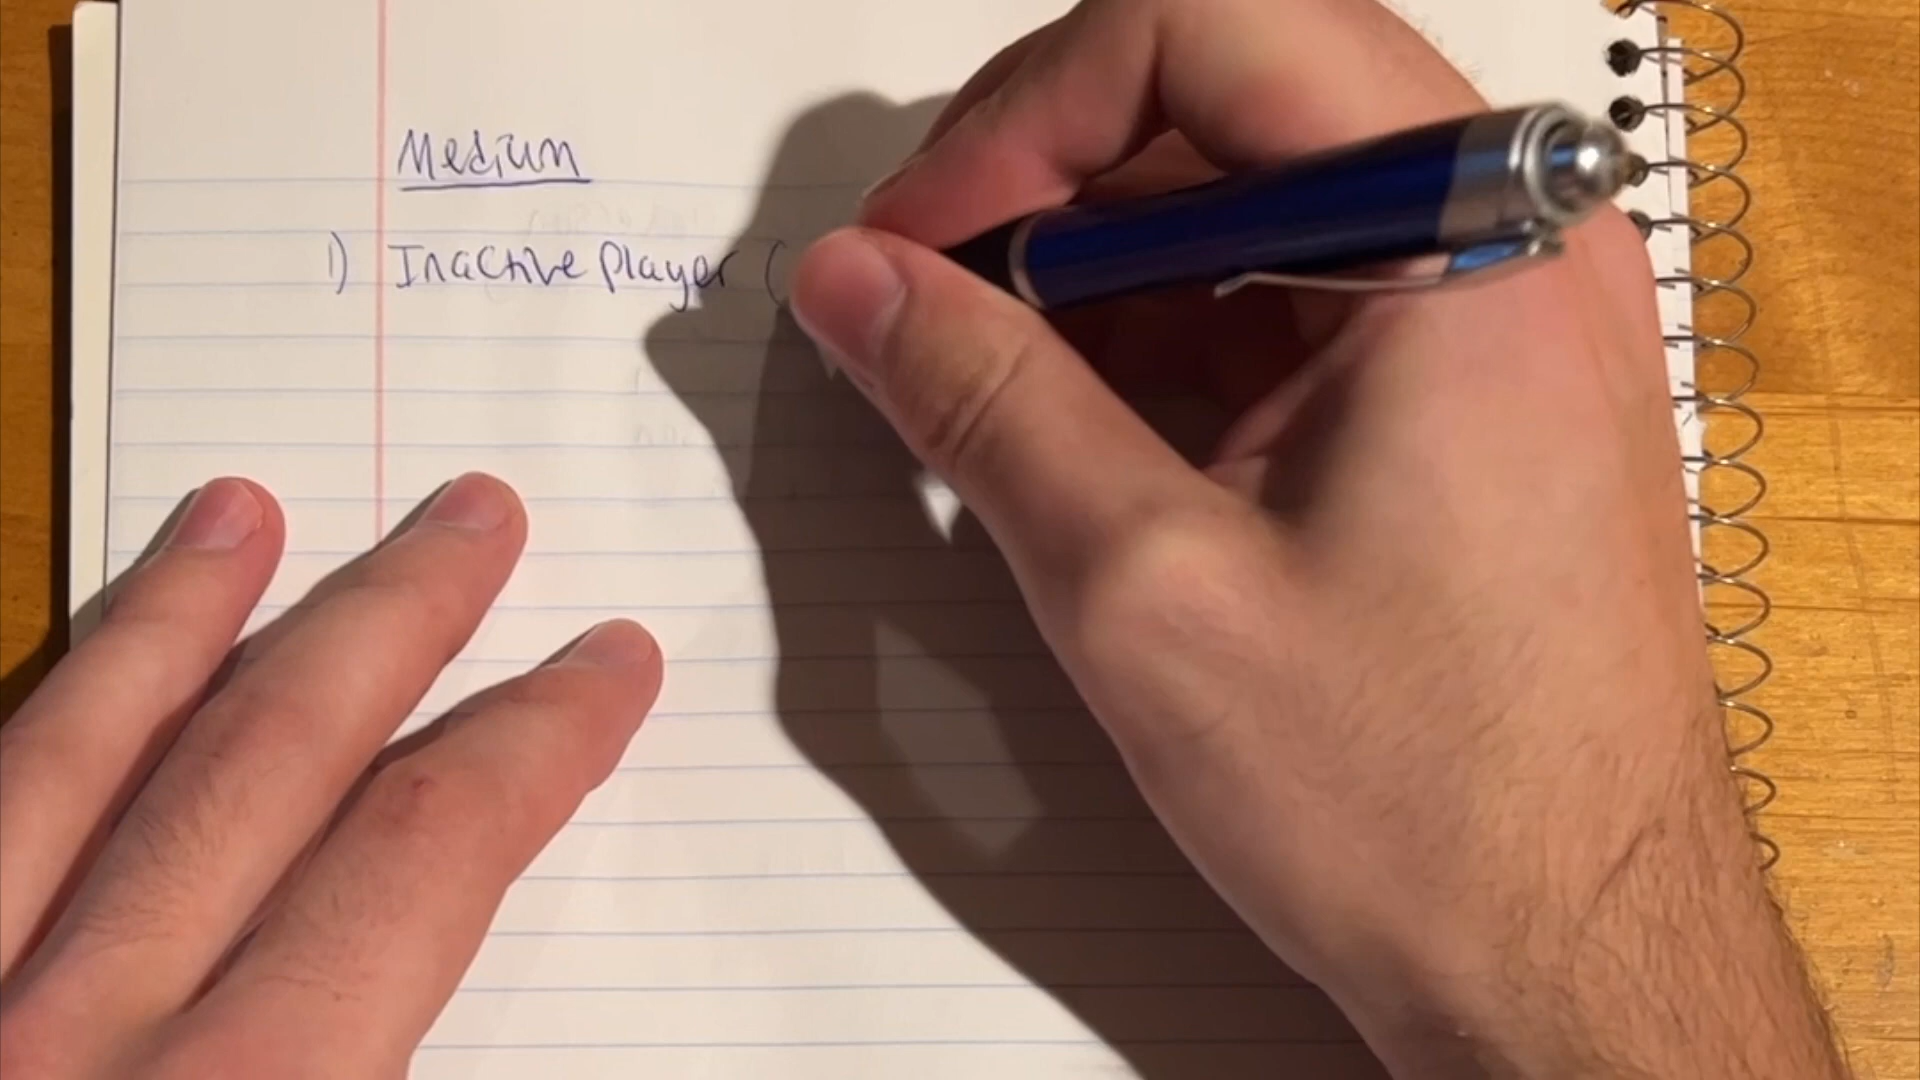 Medium
1) Inactive player (